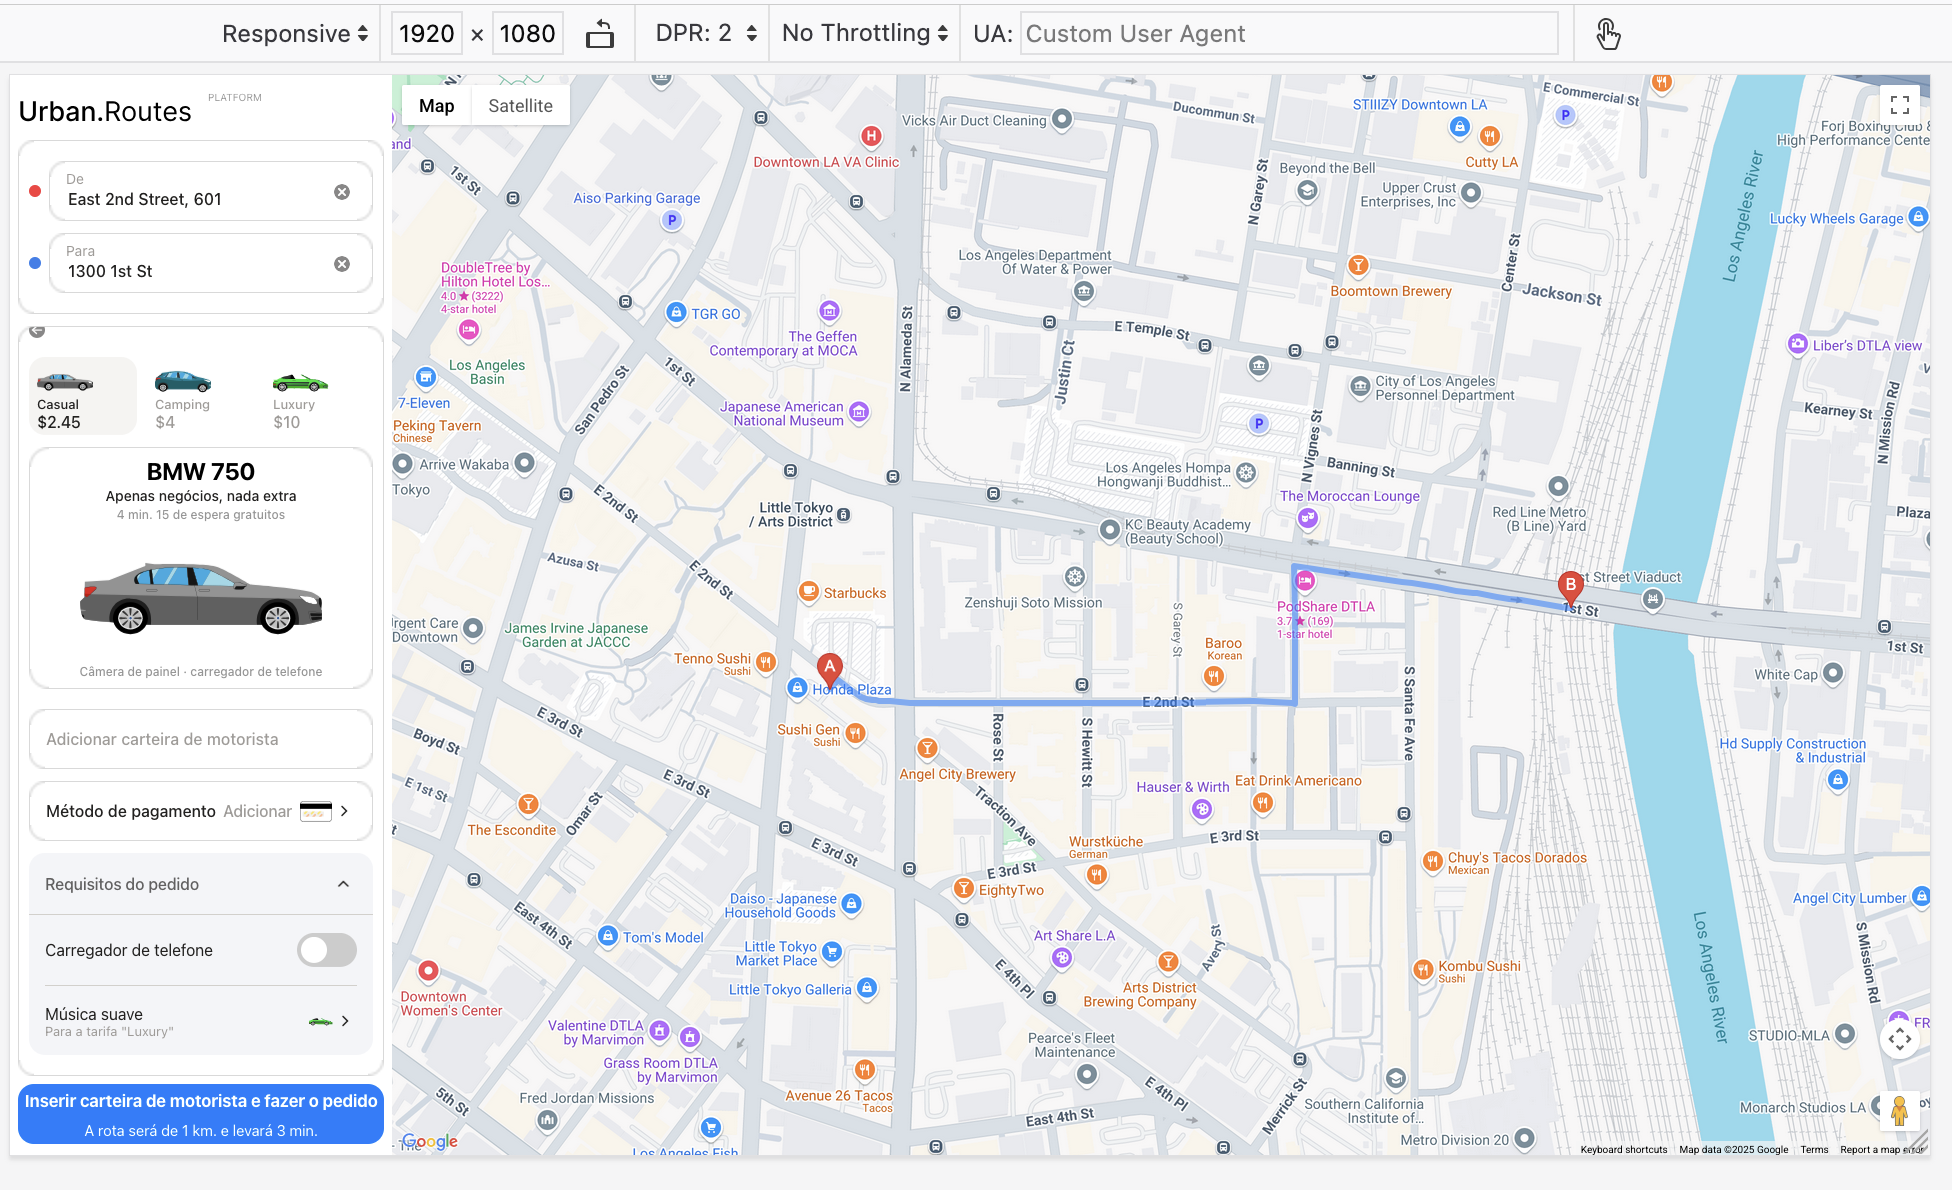 Responsive
1920 × 1080
DPR: 2
No Throttling
UA: Custom User Agent
Urban.Routes
PLATFORM
De
East 2nd Street, 601
Para
1300 1st St
Casual
$2.45
Camping
$4
Luxury
$10
BMW 750
Apenas negócios, nada extra
4 min. 15 de espera gratuitos
Câmera de painel · carregador de telefone
Adicionar carteira de motorista
Método de pagamento Adicionar
Requisitos do pedido
Carregador de telefone
Música suave
Para a tarifa "Luxury"
Inserir carteira de motorista e fazer o pedido
A rota será de 1 km. e levará 3 min.
Map
Satellite
1st St
Downtown LA VA Clinic
Vicks Air Duct Cleaning
Ducommun St
STIIIZY Downtown LA
E Commercial St
P
Cutty LA
Forj Boxing Club &
High Performance Cente
Aiso Parking Garage
P
Beyond the Bell
Upper Crust
Enterprises, Inc
N Garey St
Los Angeles River
Lucky Wheels Garage
DoubleTree by
Hilton Hotel Los...
4.0 ★ (3222)
4-star hotel
TGR GO
The Geffen
Contemporary at MOCA
Los Angeles Department
Of Water & Power
Boomtown Brewery
Center St
Jackson St
E Temple St
N Alameda St
Justin Ct
Liber's DTLA view
Los Angeles
Basin
1st St
San Pedro St
7-Eleven
Peking Tavern
Chinese
Japanese American
National Museum
City of Los Angeles
Personnel Department
P
N Vignes St
Kearney St
N Mission Rd
Arrive Wakaba
Tokyo
Banning St
Los Angeles Hompa
Hongwanji Buddhist...
The Moroccan Lounge
E 2nd St
Little Tokyo
/ Arts District
KC Beauty Academy
(Beauty School)
Red Line Metro
(B Line) Yard
Plaza
Azusa St
E 2nd St
Starbucks
Zenshuji Soto Mission
PodShare DTLA
3.7 ★ (169)
1-star hotel
B
st Street Viaduct
1st St
1st St
Urgent Care
Downtown
James Irvine Japanese
Garden at JACCC
S Garey St
Baroo
Korean
Tenno Sushi
Sushi
A
Honda Plaza
White Cap
S Santa Fe Ave
E 2nd St
E 3rd St
Boyd St
Sushi Gen
Sushi
Rose St
S Hewitt St
Hd Supply Construction
& Industrial
Angel City Brewery
E 1st St
E 3rd St
Hauser & Wirth
Eat Drink Americano
Omar St
Traction Ave
The Escondite
E 3rd St
E 3rd St
Wurstküche
German
E 3rd St
Chuy's Tacos Dorados
Mexican
EightyTwo
Daiso - Japanese
Household Goods
Angel City Lumber
East 4th St
Tom's Model
Little Tokyo
Market Place
Art Share L.A
Avery St
Los Angeles River
S Mission Rd
E 4th Pl
Kombu Sushi
Sushi
Little Tokyo Galleria
Arts District
Brewing Company
Downtown
Women's Center
Valentine DTLA
by Marvimon
Pearce's Fleet
Maintenance
STUDIO-MLA
FR
Grass Room DTLA
by Marvimon
E 4th Pl
Merrick St
5th St
Fred Jordan Missions
Avenue 26 Tacos
Tacos
East 4th St
Southern California
Institute of...
Monarch Studios LA
Metro Division 20
Google
Los Angeles Fish
Keyboard shortcuts
Map data ©2025 Google
Terms
Report a map error